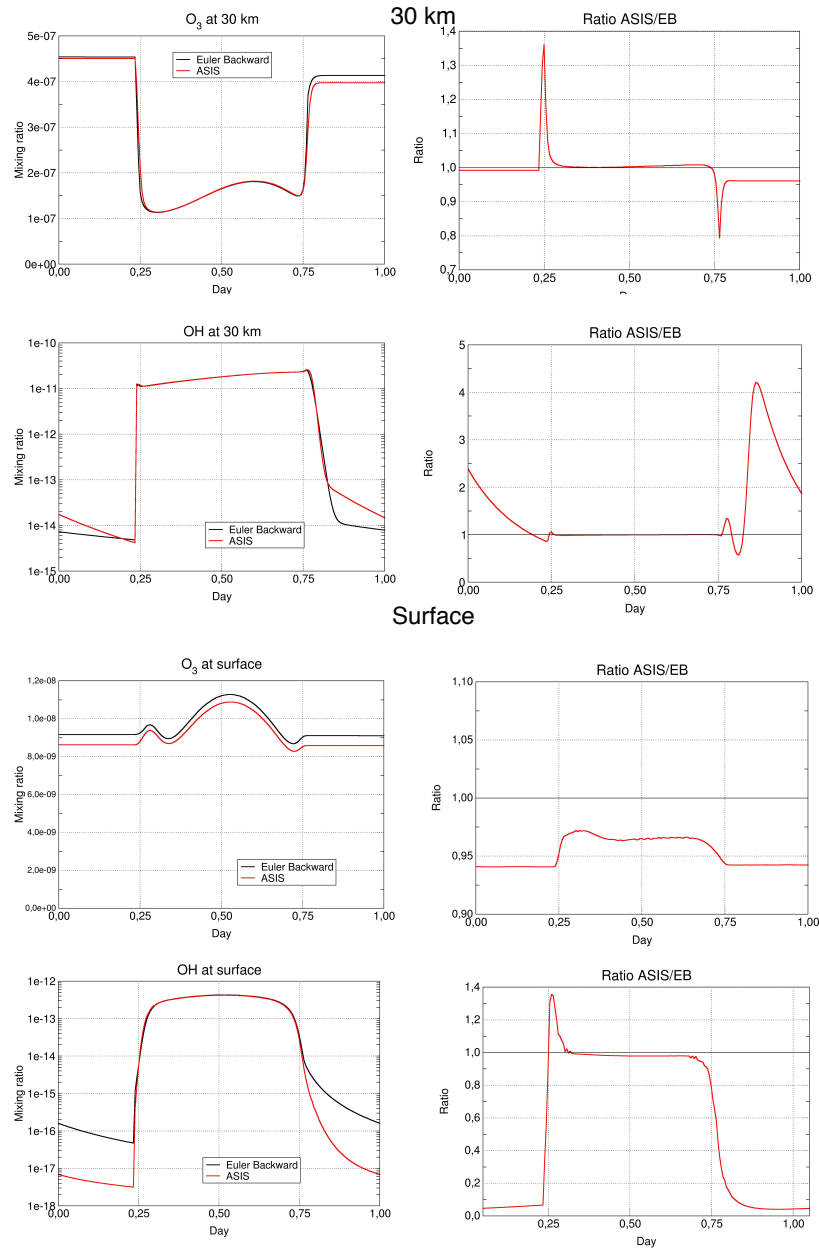 30 km
O3 at 30 km
5e-07
4e-07
3e-07
2e-07
1e-07
0e+00
Mixing ratio
Euler Backward
ASIS
0,00 0,25 0,50 0,75 1,00
Day
Ratio ASIS/EB
1,4
1,3
1,2
1,1
1,0
0,9
0,8
0,7
Ratio
0,00 0,25 0,50 0,75 1,00
OH at 30 km
1e-10
1e-11
1e-12
1e-13
1e-14
1e-15
Mixing ratio
Euler Backward
ASIS
0,00 0,25 0,50 0,75 1,00
Day
Ratio ASIS/EB
5
4
3
2
1
0
Ratio
0,00 0,25 0,50 0,75 1,00
Day
Surface
O3 at surface
1,2e-08
1,0e-08
8,0e-09
6,0e-09
4,0e-09
2,0e-09
0,0e+00
Mixing ratio
Euler Backward
ASIS
0,00 0,25 0,50 0,75 1,00
Day
Ratio ASIS/EB
1,10
1,05
1,00
0,95
0,90
Ratio
0,00 0,25 0,50 0,75 1,00
Day
OH at surface
1e-12
1e-13
1e-14
1e-15
1e-16
1e-17
1e-18
Mixing ratio
Euler Backward
ASIS
0,00 0,25 0,50 0,75 1,00
Day
Ratio ASIS/EB
1,4
1,2
1,0
0,8
0,6
0,4
0,2
0,0
Ratio
0,25 0,50 0,75 1,00
Day